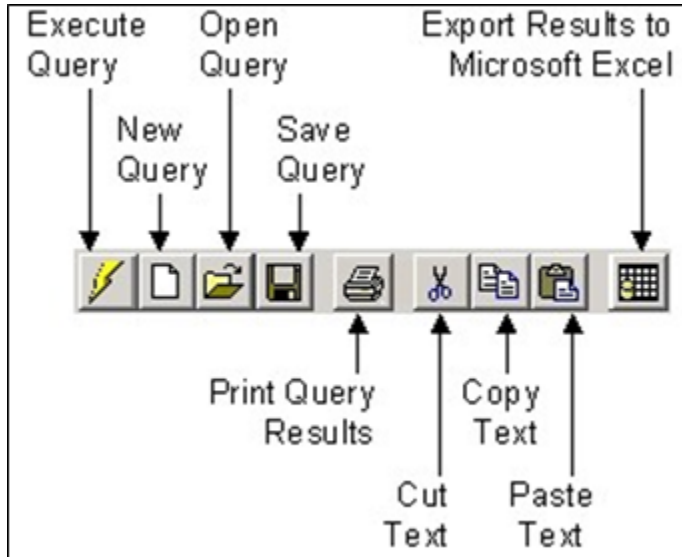 Execute
Query
Open
Query
Export Results to
Microsoft Excel
New
Query
Save
Query
Print Query
Results
Copy
Text
Cut
Text
Paste
Text